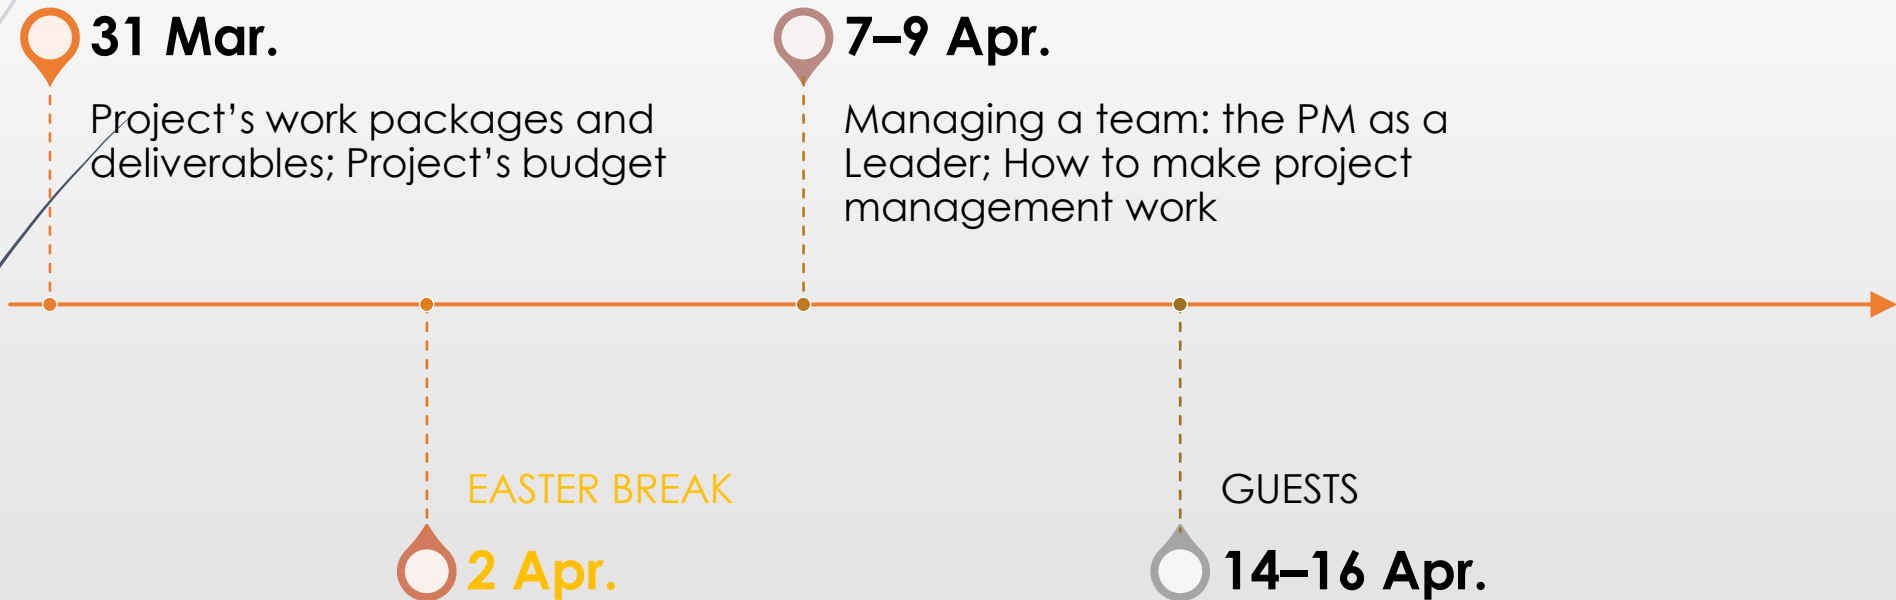 31 Mar.
Project’s work packages and
deliverables; Project’s budget
7–9 Apr.
Managing a team: the PM as a
Leader; How to make project
management work
EASTER BREAK
2 Apr.
GUESTS
14–16 Apr.